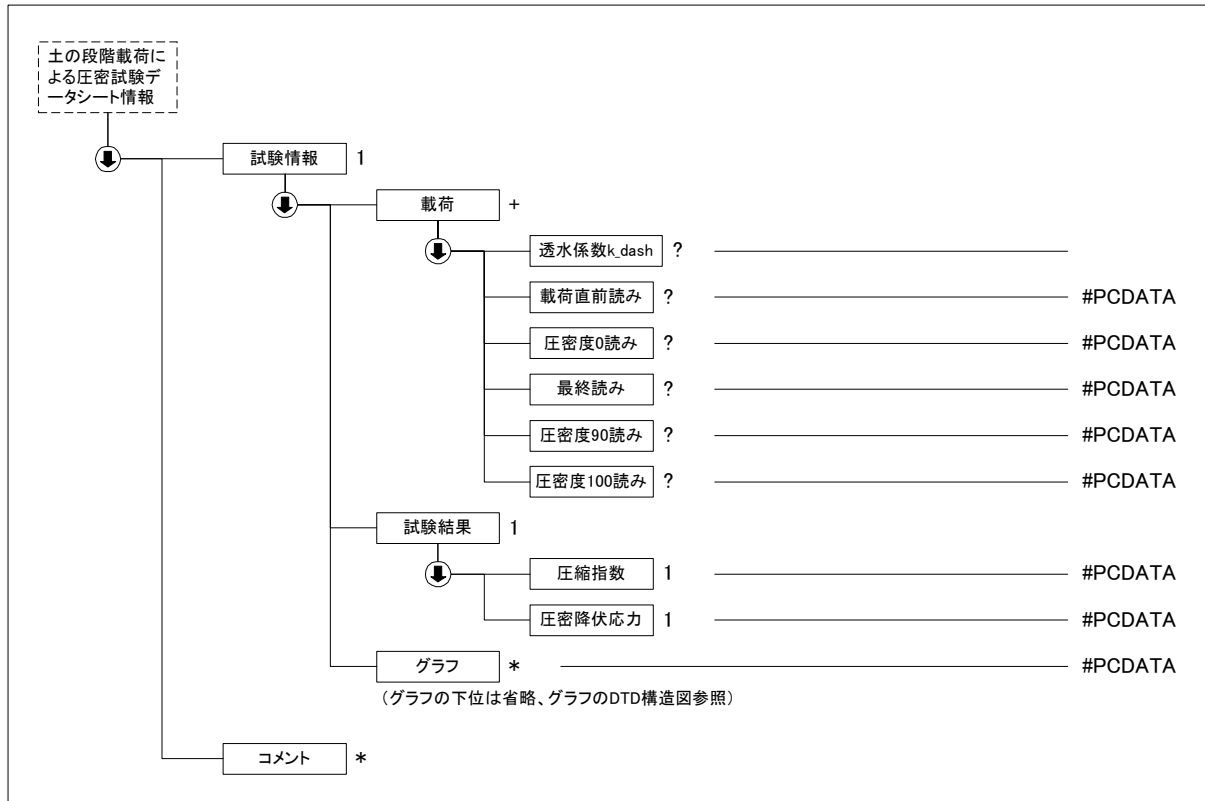 土の段階載荷に
よる圧密試験デ
ータシート情報
試験情報 1
載荷 +
透水係数k_dash ?
載荷直前読み ? #PCDATA
圧密度0読み ? #PCDATA
最終読み ? #PCDATA
圧密度90読み ? #PCDATA
圧密度100読み ? #PCDATA
試験結果 1
圧縮指数 1 #PCDATA
圧密降伏応力 1 #PCDATA
グラフ * #PCDATA
（グラフの下位は省略、グラフのDTD構造図参照）
コメント *